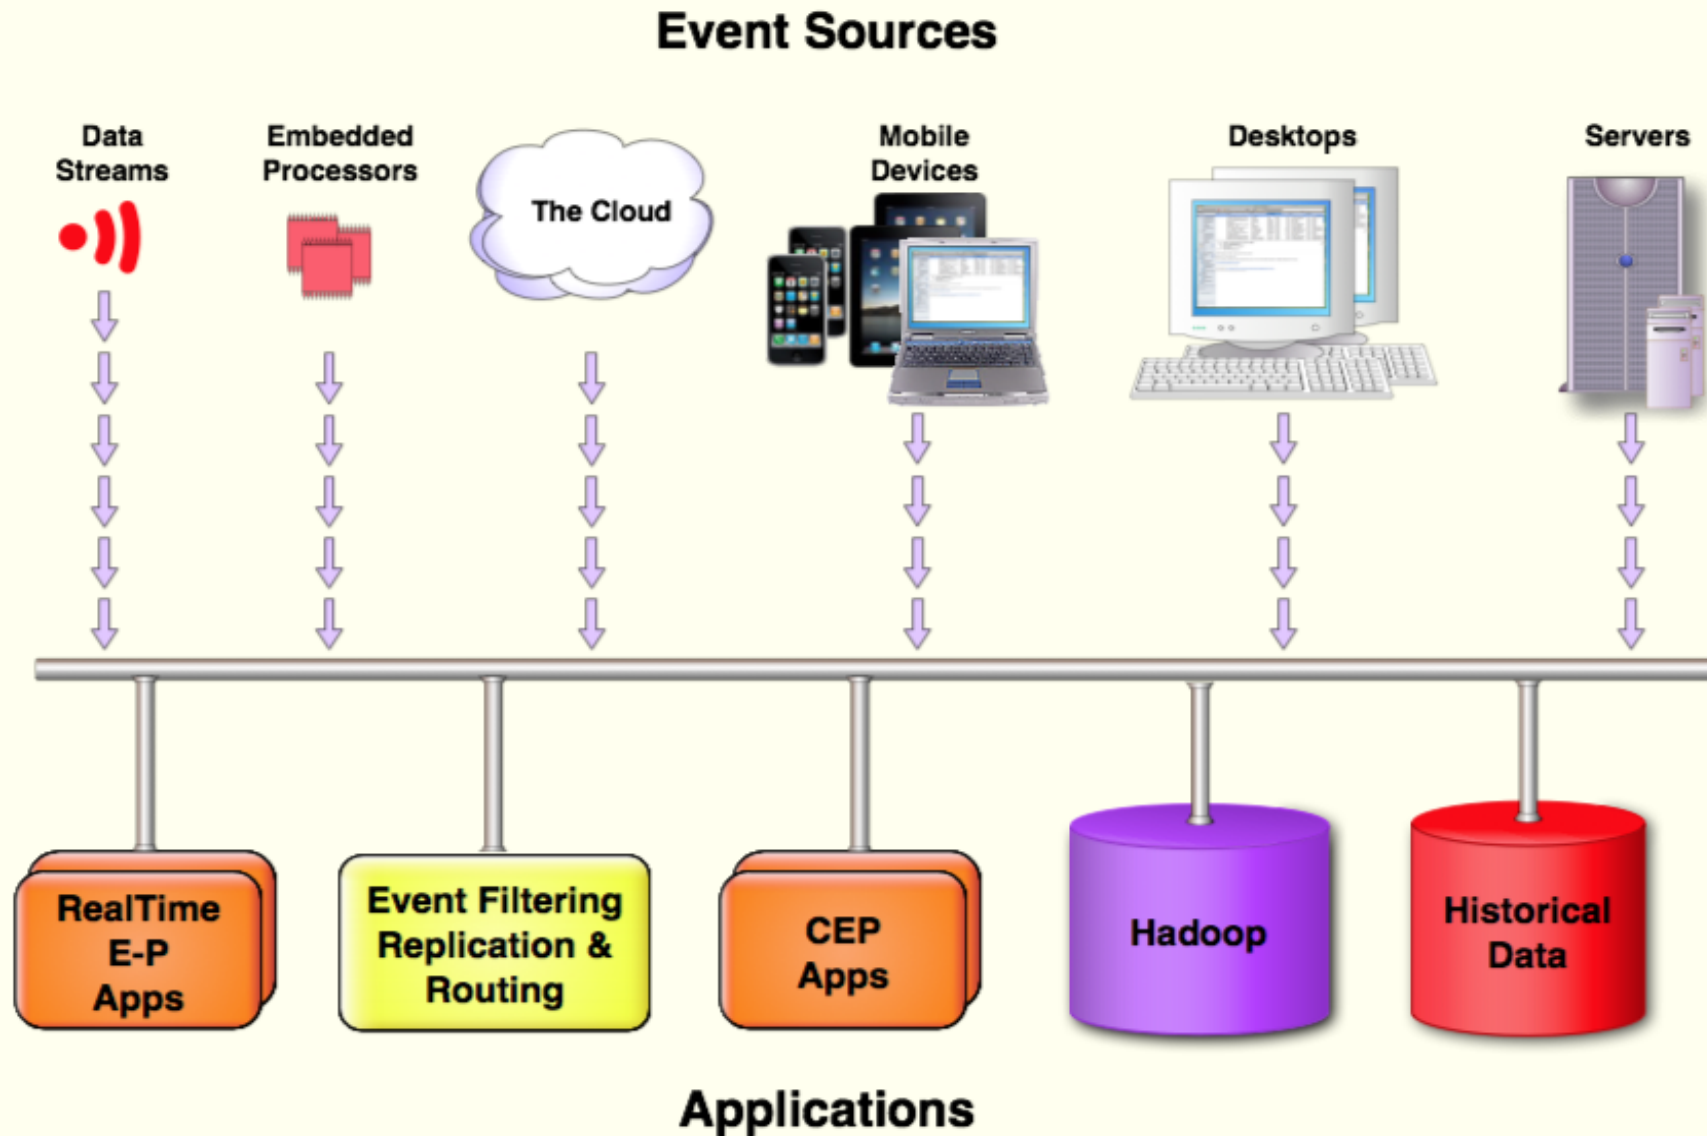 Event Sources
Data
Streams
Embedded
Processors
The Cloud
Mobile
Devices
Desktops
Servers
RealTime
E-P
Apps
Event Filtering
Replication &
Routing
CEP
Apps
Hadoop
Historical
Data
Applications